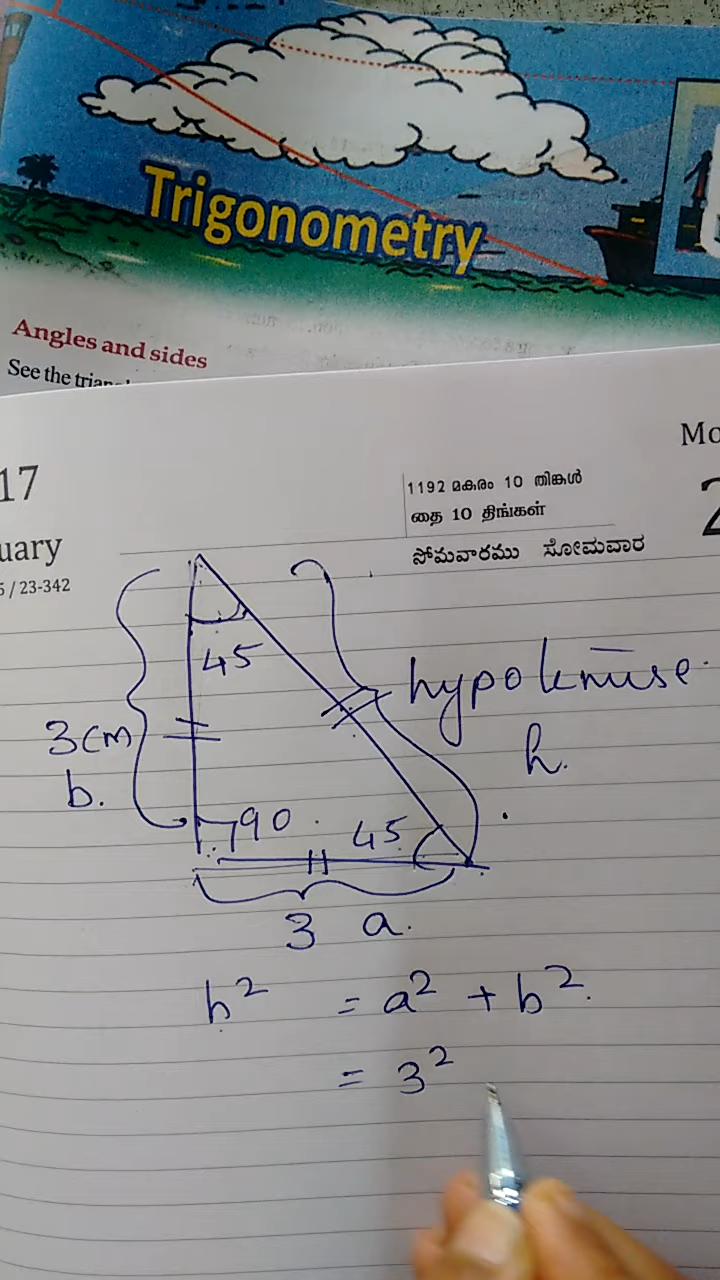 Trigonometry
Angles and sides
See the
17
uary
5 / 23-342
1192 മകരം 10 തിങ്കൾ
தை 10 திங்கள்
సోమవారము ಸೋಮವಾರ
Mo
2
45
3cm
b.
hypotenuse.
h.
90
45
3 a.
h² = a² + b².
= 3²